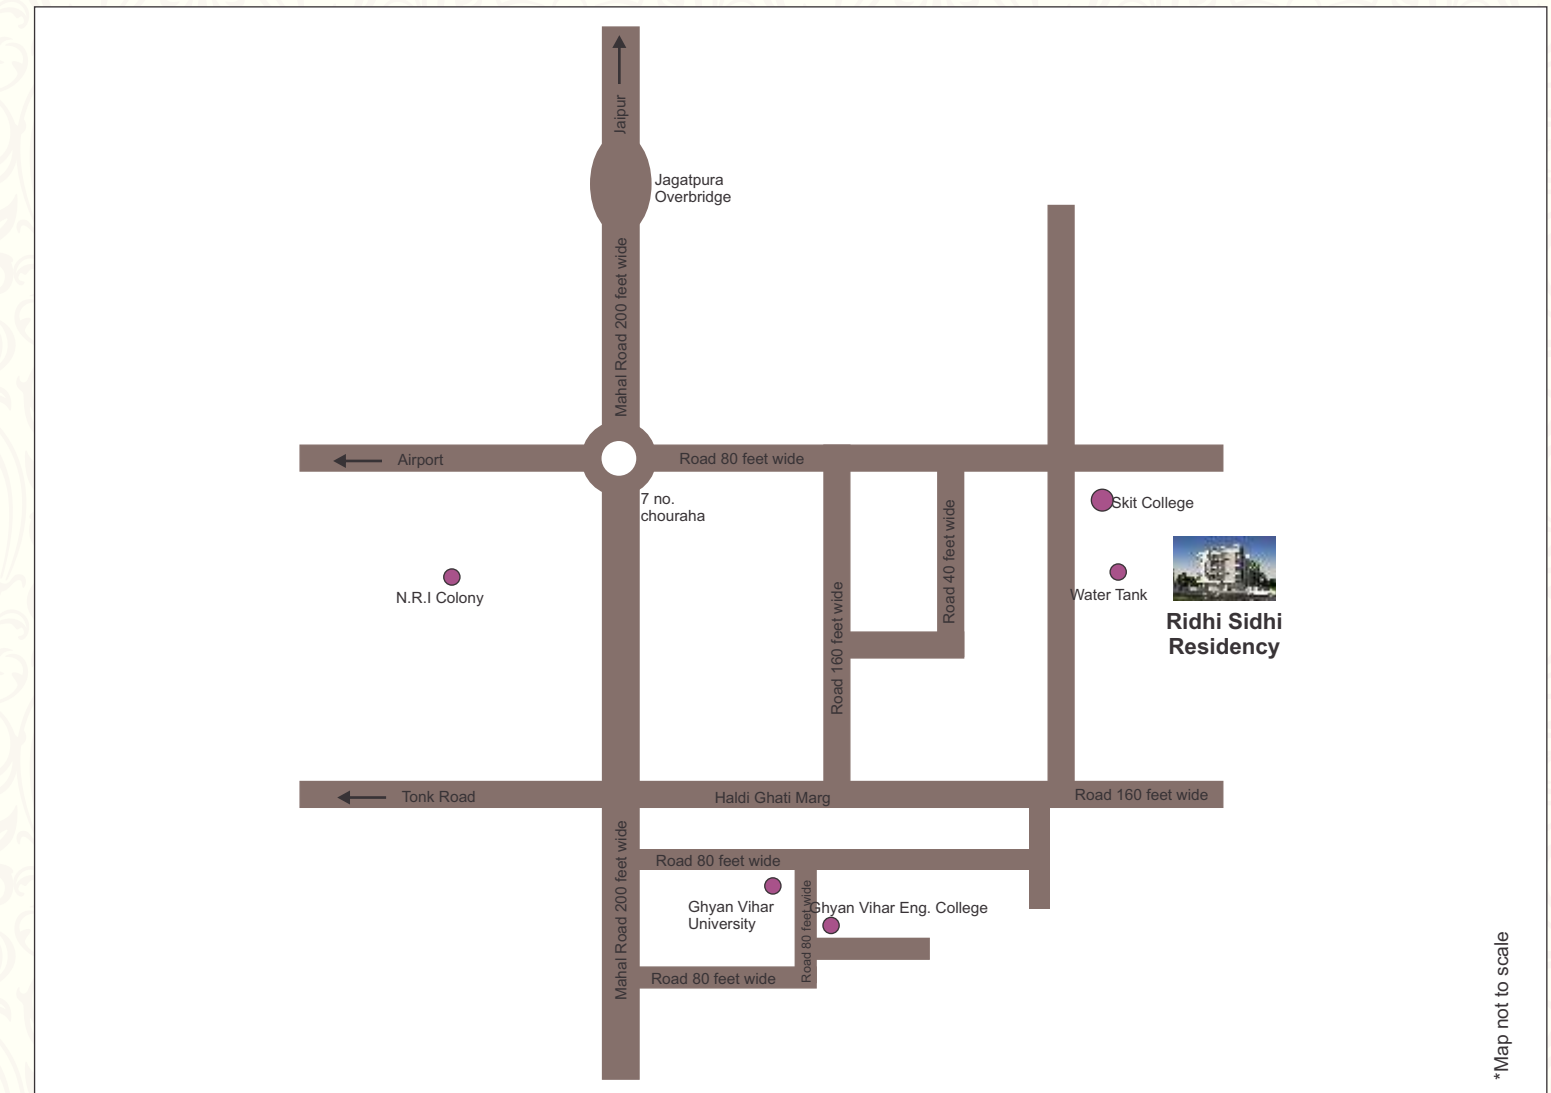 Jaipur
Jagatpura
Overbridge
Mahal Road 200 feet wide
Airport
Road 80 feet wide
7 no.
chouraha
Skit College
Road 40 feet wide
N.R.I Colony
Water Tank
Road 160 feet wide
Ridhi Sidhi
Residency
Tonk Road
Haldi Ghati Marg
Road 160 feet wide
Mahal Road 200 feet wide
Road 80 feet wide
Ghyan Vihar
University
Road 80 feet wide
Ghyan Vihar Eng. College
Road 80 feet wide
*Map not to scale